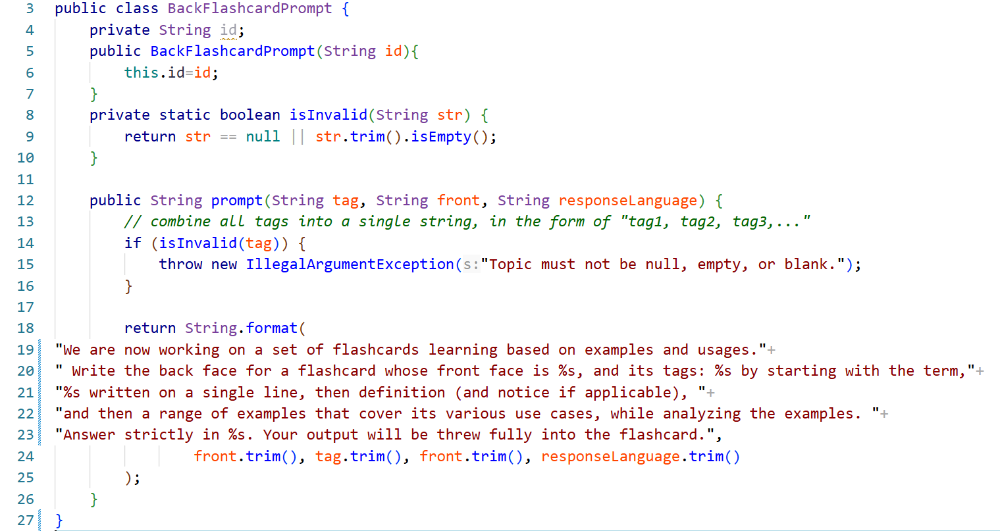 3 public class BackFlashcardPrompt {
4 private String id;
5 public BackFlashcardPrompt(String id){
6 this.id=id;
7 }
8 private static boolean isInvalid(String str) {
9 return str == null || str.trim().isEmpty();
10 }
11
12 public String prompt(String tag, String front, String responseLanguage) {
13 // combine all tags into a single string, in the form of "tag1, tag2, tag3,..."
14 if (isInvalid(tag)) {
15 throw new IllegalArgumentException(s:"Topic must not be null, empty, or blank.");
16 }
17
18 return String.format(
19 "We are now working on a set of flashcards learning based on examples and usages."+
20 " Write the back face for a flashcard whose front face is %s, and its tags: %s by starting with the term,"+
21 "%s written on a single line, then definition (and notice if applicable), "+
22 "and then a range of examples that cover its various use cases, while analyzing the examples. "+
23 "Answer strictly in %s. Your output will be threw fully into the flashcard.",
24 front.trim(), tag.trim(), front.trim(), responseLanguage.trim()
25 );
26 }
27 }